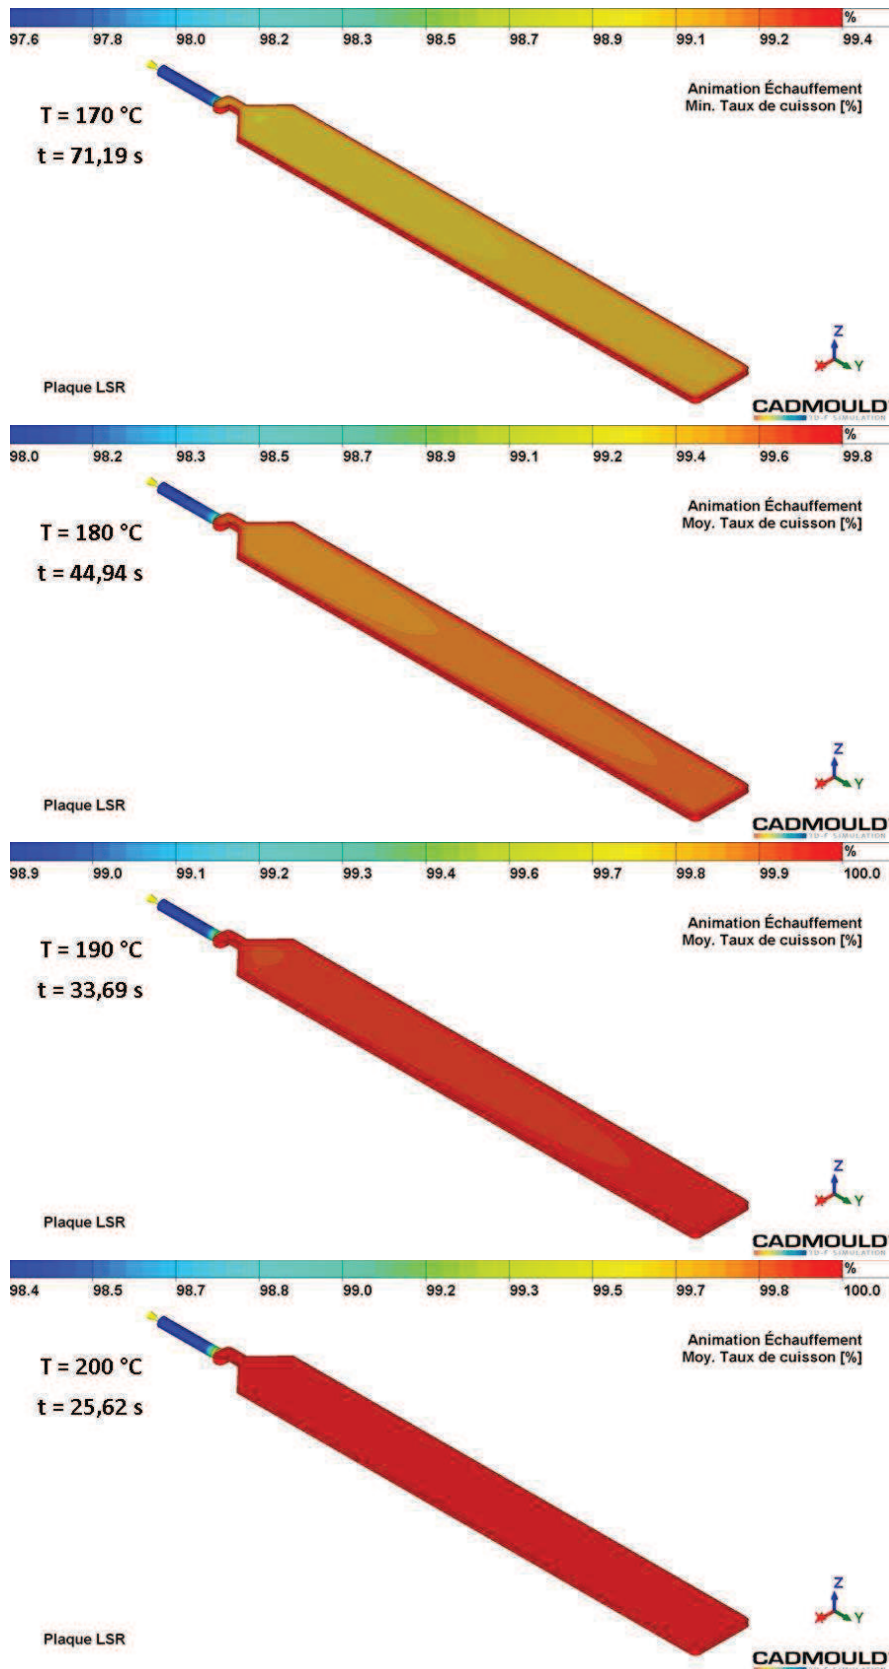 %
97.6 97.8 98.0 98.2 98.3 98.5 98.7 98.9 99.1 99.2 99.4
Animation Échauffement
Min. Taux de cuisson [%]
T = 170 °C
t = 71,19 s
Z
X Y
Plaque LSR
CADMOULD
3D-F SIMULATION
%
98.0 98.2 98.3 98.5 98.7 98.9 99.1 99.2 99.4 99.6 99.8
Animation Échauffement
Moy. Taux de cuisson [%]
T = 180 °C
t = 44,94 s
Z
X Y
Plaque LSR
CADMOULD
3D-F SIMULATION
%
98.9 99.0 99.1 99.2 99.3 99.4 99.6 99.7 99.8 99.9 100.0
Animation Échauffement
Moy. Taux de cuisson [%]
T = 190 °C
t = 33,69 s
Z
X Y
Plaque LSR
CADMOULD
3D-F SIMULATION
%
98.4 98.5 98.7 98.8 99.0 99.2 99.3 99.5 99.7 99.8 100.0
Animation Échauffement
Moy. Taux de cuisson [%]
T = 200 °C
t = 25,62 s
Z
X Y
Plaque LSR
CADMOULD